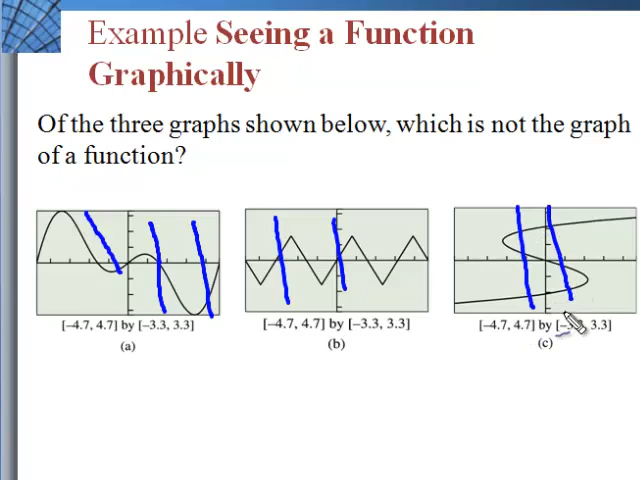 Example Seeing a Function
Graphically
Of the three graphs shown below, which is not the graph
of a function?
[−4.7, 4.7] by [−3.3, 3.3]
(a)
[−4.7, 4.7] by [−3.3, 3.3]
(b)
[−4.7, 4.7] by [−3.3, 3.3]
(c)